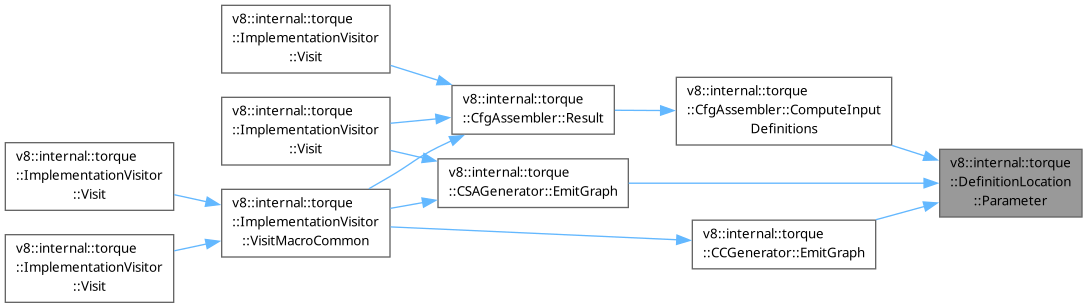 v8::internal::torque
::ImplementationVisitor
::Visit
v8::internal::torque
::ImplementationVisitor
::Visit
v8::internal::torque
::ImplementationVisitor
::Visit
v8::internal::torque
::ImplementationVisitor
::VisitMacroCommon
v8::internal::torque
::ImplementationVisitor
::Visit
v8::internal::torque
::CfgAssembler::Result
v8::internal::torque
::CSAGenerator::EmitGraph
v8::internal::torque
::CfgAssembler::ComputeInput
Definitions
v8::internal::torque
::CCGenerator::EmitGraph
v8::internal::torque
::DefinitionLocation
::Parameter